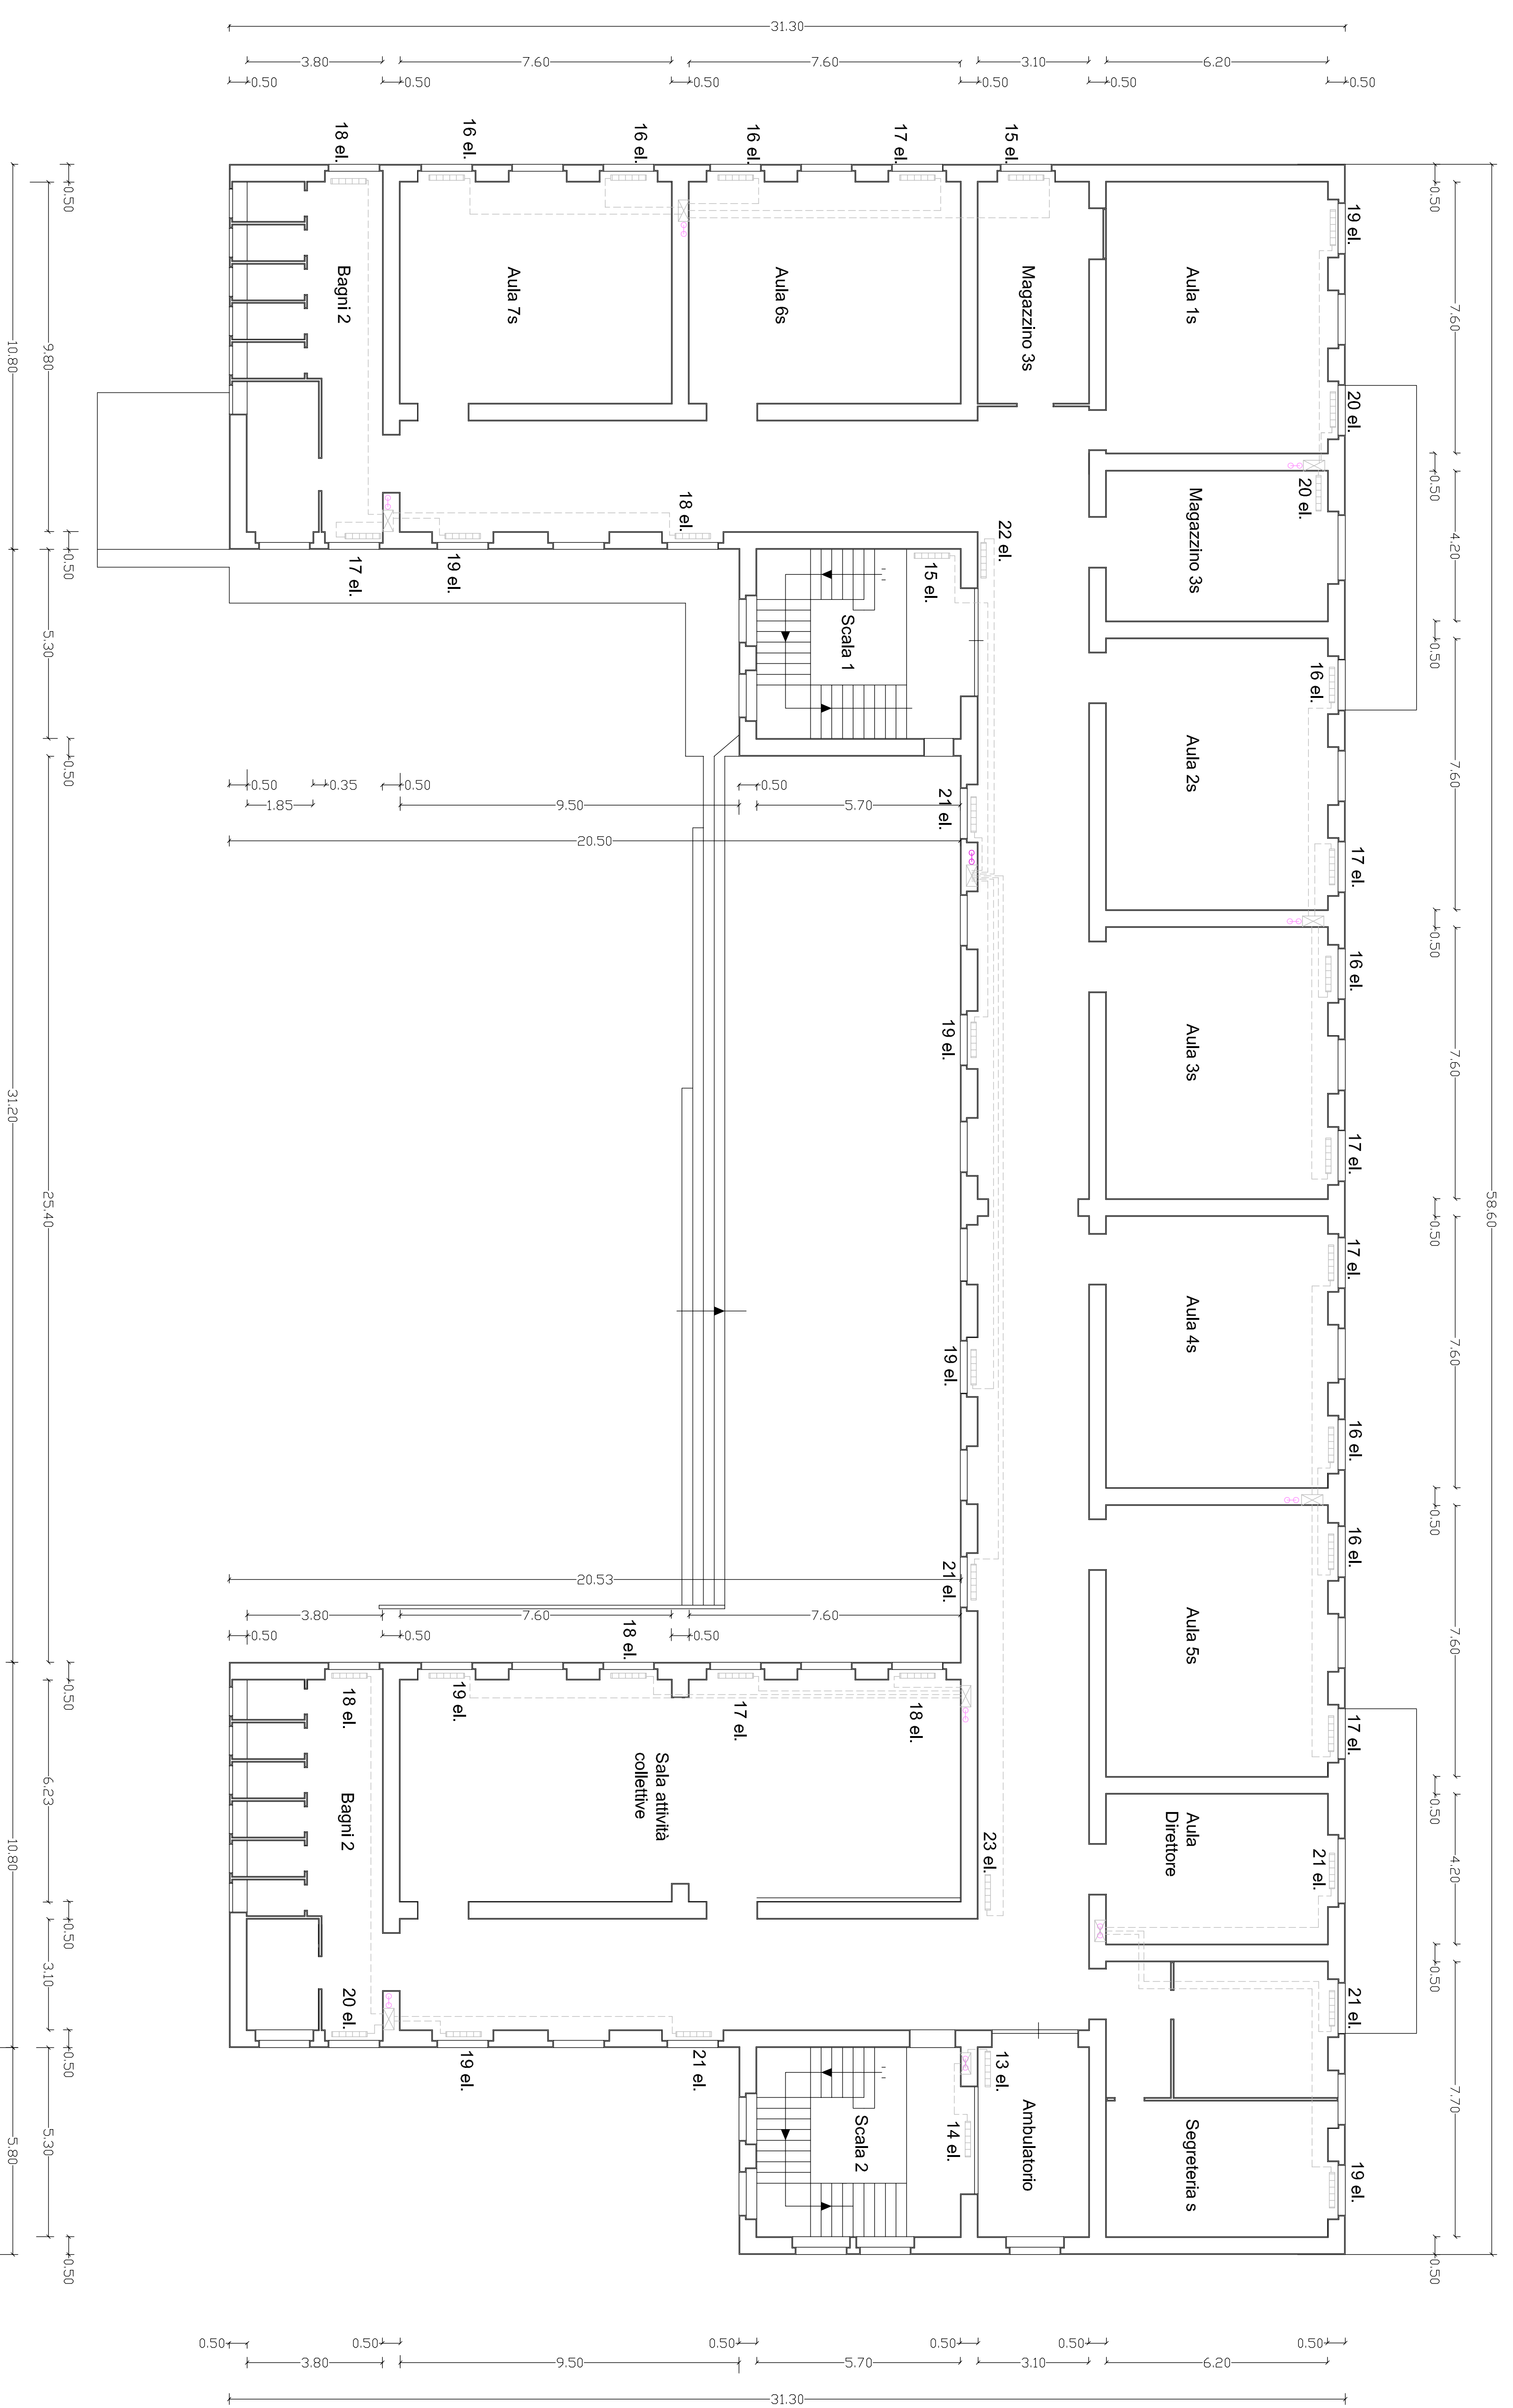 31.30
3.80
7.60
7.60
3.10
6.20
0.50
0.50
0.50
0.50
0.50
0.50
18 el.
16 el.
16 el.
16 el.
17 el.
15 el.
0.50
0.50
10.80
9.80
Bagni 2
Aula 7s
Aula 6s
Magazzino 3s
Aula 1s
19 el.
7.60
20 el.
0.50
20 el.
Magazzino 3s
4.20
18 el.
22 el.
0.50
17 el.
19 el.
15 el.
Scala 1
5.30
0.50
16 el.
Aula 2s
7.60
0.50
0.50
0.35
0.50
0.50
1.85
9.50
5.70
20.50
21 el.
17 el.
0.50
16 el.
19 el.
Aula 3s
7.60
31.20
25.40
17 el.
58.60
0.50
17 el.
Aula 4s
7.60
19 el.
16 el.
0.50
16 el.
21 el.
20.53
3.80
7.60
7.60
0.50
0.50
0.50
18 el.
Aula 5s
7.60
0.50
18 el.
19 el.
17 el.
18 el.
17 el.
Sala attività
collettive
0.50
Bagni 2
6.23
10.80
23 el.
Aula
Direttore
21 el.
4.20
0.50
0.50
3.10
20 el.
21 el.
0.50
19 el.
21 el.
13 el.
Ambulatorio
14 el.
Scala 2
Segreteria s
19 el.
7.70
5.30
5.80
0.50
0.50
0.50
0.50
0.50
0.50
0.50
0.50
3.80
9.50
5.70
3.10
6.20
31.30